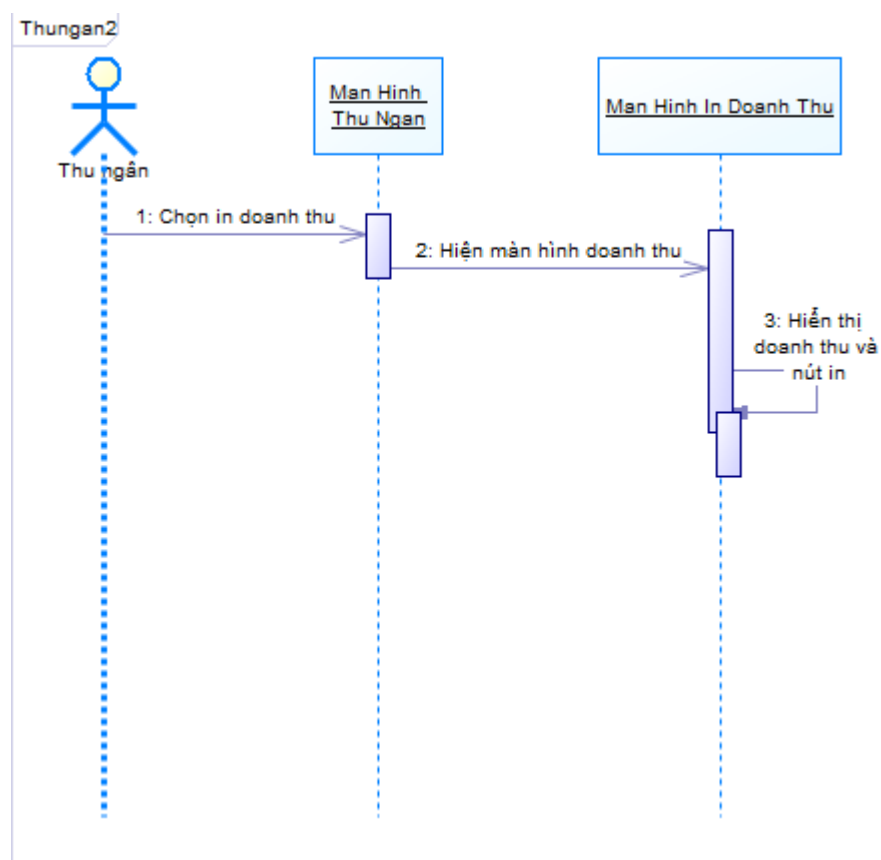 Thungan2
Man Hinh
Thu Ngan
Man Hinh In Doanh Thu
Thu ngân
1: Chọn in doanh thu
2: Hiện màn hình doanh thu
3: Hiển thị
doanh thu và
nút in